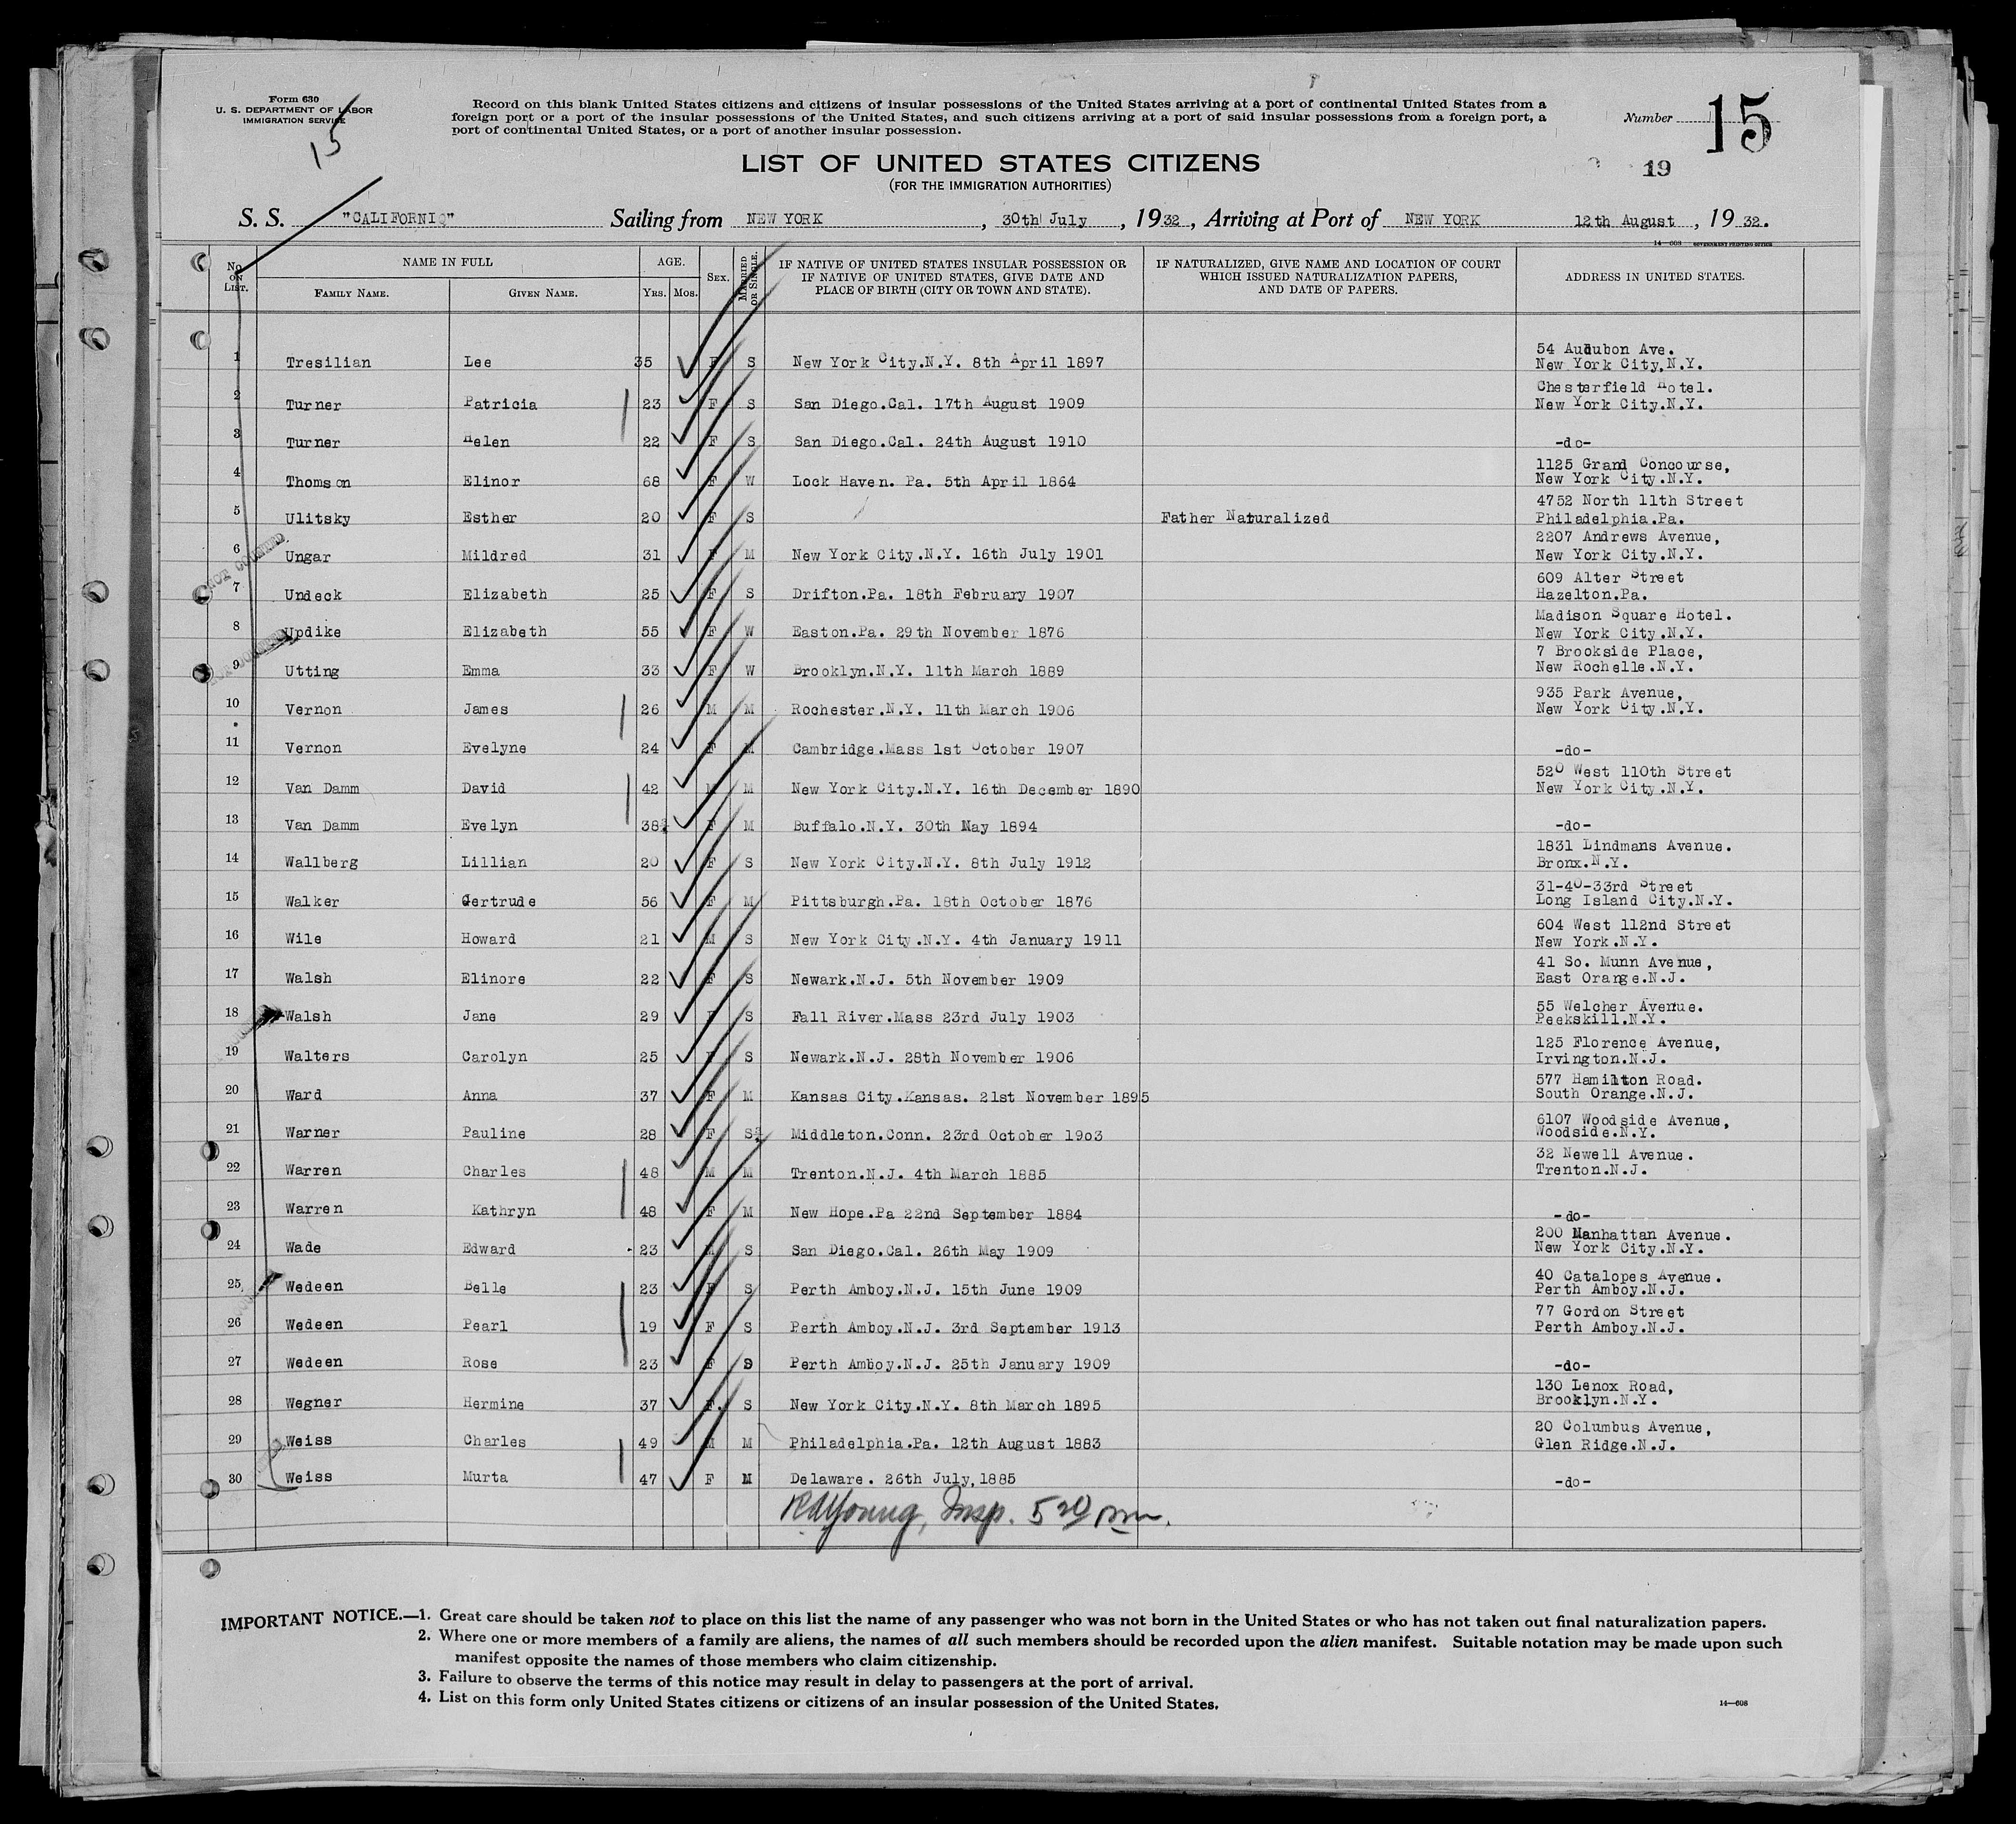 Form 630
U. S. DEPARTMENT OF LABOR
IMMIGRATION SERVICE
15
Record on this blank United States citizens and citizens of insular possessions of the United States arriving at a port of continental United States from a
foreign port or a port of the insular possessions of the United States, and such citizens arriving at a port of said insular possessions from a foreign port, a
port of continental United States, or a port of another insular possession.
Number 15
LIST OF UNITED STATES CITIZENS
(FOR THE IMMIGRATION AUTHORITIES)
19
S. S. "CALIFORNIA" Sailing from NEW YORK, 30th July, 1932, Arriving at Port of NEW YORK 12th August, 1932.
14—608 GOVERNMENT PRINTING OFFICE
No. ON LIST. NAME IN FULL AGE. SEX. MARRIED OR SINGLE. IF NATIVE OF UNITED STATES INSULAR POSSESSION OR IF NATIVE OF UNITED STATES, GIVE DATE AND PLACE OF BIRTH (CITY OR TOWN AND STATE). IF NATURALIZED, GIVE NAME AND LOCATION OF COURT WHICH ISSUED NATURALIZATION PAPERS, AND DATE OF PAPERS. ADDRESS IN UNITED STATES.
FAMILY NAME. GIVEN NAME. YRS. MOS.
1 Tresilian Lee 35 F S New York City.N.Y. 8th April 1897 54 Audubon Ave. New York City.N.Y.
2 Turner Patricia 23 F S San Diego.Cal. 17th August 1909 Chesterfield Hotel. New York City.N.Y.
3 Turner Helen 22 F S San Diego.Cal. 24th August 1910 -do-
4 Thomson Elinor 68 F W Lock Haven. Pa. 5th April 1864 1125 Grand Concourse, New York City.N.Y.
5 Ulitsky Esther 20 F S Father Naturalized 4752 North 11th Street Philadelphia.Pa.
6 Ungar Mildred 31 F M New York City.N.Y. 16th July 1901 2207 Andrews Avenue, New York City.N.Y.
7 Undeck Elizabeth 25 F S Drifton.Pa. 18th February 1907 609 Alter Street Hazelton.Pa.
8 Updike Elizabeth 55 F W Easton.Pa. 29th November 1876 Madison Square Hotel. New York City.N.Y.
9 Utting Emma 33 F W Brooklyn.N.Y. 11th March 1889 7 Brookside Place, New Rochelle.N.Y.
10 Vernon James 26 M M Rochester.N.Y. 11th March 1906 935 Park Avenue, New York City.N.Y.
11 Vernon Evelyne 24 F M Cambridge.Mass 1st October 1907 -do-
12 Van Damm David 42 M M New York City.N.Y. 16th December 1890 520 West 110th Street New York City.N.Y.
13 Van Damm Evelyn 38 F M Buffalo.N.Y. 30th May 1894 -do-
14 Wallberg Lillian 20 F S New York City.N.Y. 8th July 1912 1831 Lindmans Avenue. Bronx.N.Y.
15 Walker Gertrude 56 F M Pittsburgh.Pa. 18th October 1876 31-40-33rd Street Long Island City.N.Y.
16 Wile Howard 21 M S New York City.N.Y. 4th January 1911 604 West 112nd Street New York.N.Y.
17 Walsh Elinore 22 F S Newark.N.J. 5th November 1909 41 So. Munn Avenue, East Orange.N.J.
18 Walsh Jane 29 F S Fall River.Mass 23rd July 1903 55 Welcher Avenue. Peekskill.N.Y.
19 Walters Carolyn 25 F S Newark.N.J. 28th November 1906 125 Florence Avenue, Irvington.N.J.
20 Ward Anna 37 F M Kansas City.Kansas. 21st November 1895 577 Hamilton Road. South Orange.N.J.
21 Warner Pauline 28 F S Middleton.Conn. 23rd October 1903 6107 Woodside Avenue, Woodside.N.Y.
22 Warren Charles 48 M M Trenton.N.J. 4th March 1885 32 Newell Avenue. Trenton.N.J.
23 Warren Kathryn 48 F M New Hope.Pa 22nd September 1884 -do-
24 Wade Edward 23 M S San Diego.Cal. 26th May 1909 200 Manhattan Avenue. New York City.N.Y.
25 Wedeen Belle 23 F S Perth Amboy.N.J. 15th June 1909 40 Catalopes Avenue. Perth Amboy.N.J.
26 Wedeen Pearl 19 F S Perth Amboy.N.J. 3rd September 1913 77 Gordon Street Perth Amboy.N.J.
27 Wedeen Rose 23 F S Perth Amboy.N.J. 25th January 1909 -do-
28 Wegner Hermine 37 F. S New York City.N.Y. 8th March 1895 130 Lenox Road, Brooklyn.N.Y.
29 Weiss Charles 49 M M Philadelphia.Pa. 12th August 1883 20 Columbus Avenue, Glen Ridge.N.J.
30 Weiss Murta 47 F M Delaware. 26th July,1885 -do-
RdYoung, Insp. 5 20 pm.
IMPORTANT NOTICE.—1. Great care should be taken not to place on this list the name of any passenger who was not born in the United States or who has not taken out final naturalization papers.
2. Where one or more members of a family are aliens, the names of all such members should be recorded upon the alien manifest. Suitable notation may be made upon such
manifest opposite the names of those members who claim citizenship.
3. Failure to observe the terms of this notice may result in delay to passengers at the port of arrival.
4. List on this form only United States citizens or citizens of an insular possession of the United States.
14—608